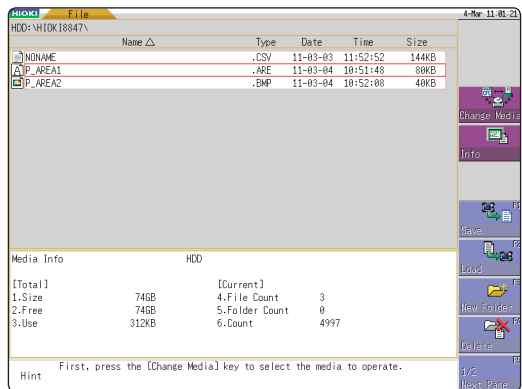 HIOKI File 4-Mar 11:01:21
HDD:\HIOKI8847\
Name Type Date Time Size
NONAME .CSV 11-03-03 11:52:52 144KB
P_AREA1 .ARE 11-03-04 10:51:48 80KB
P_AREA2 .BMP 11-03-04 10:52:08 40KB
Change Media
Info
F1
Save
F2
Load
F3
New Folder
F4
Delete
1/2
Next Page
Media Info HDD
[Total] [Current]
1.Size 74GB 4.File Count 3
2.Free 74GB 5.Folder Count 0
3.Use 312KB 6.Count 4997
Hint First, press the [Change Media] key to select the media to operate.